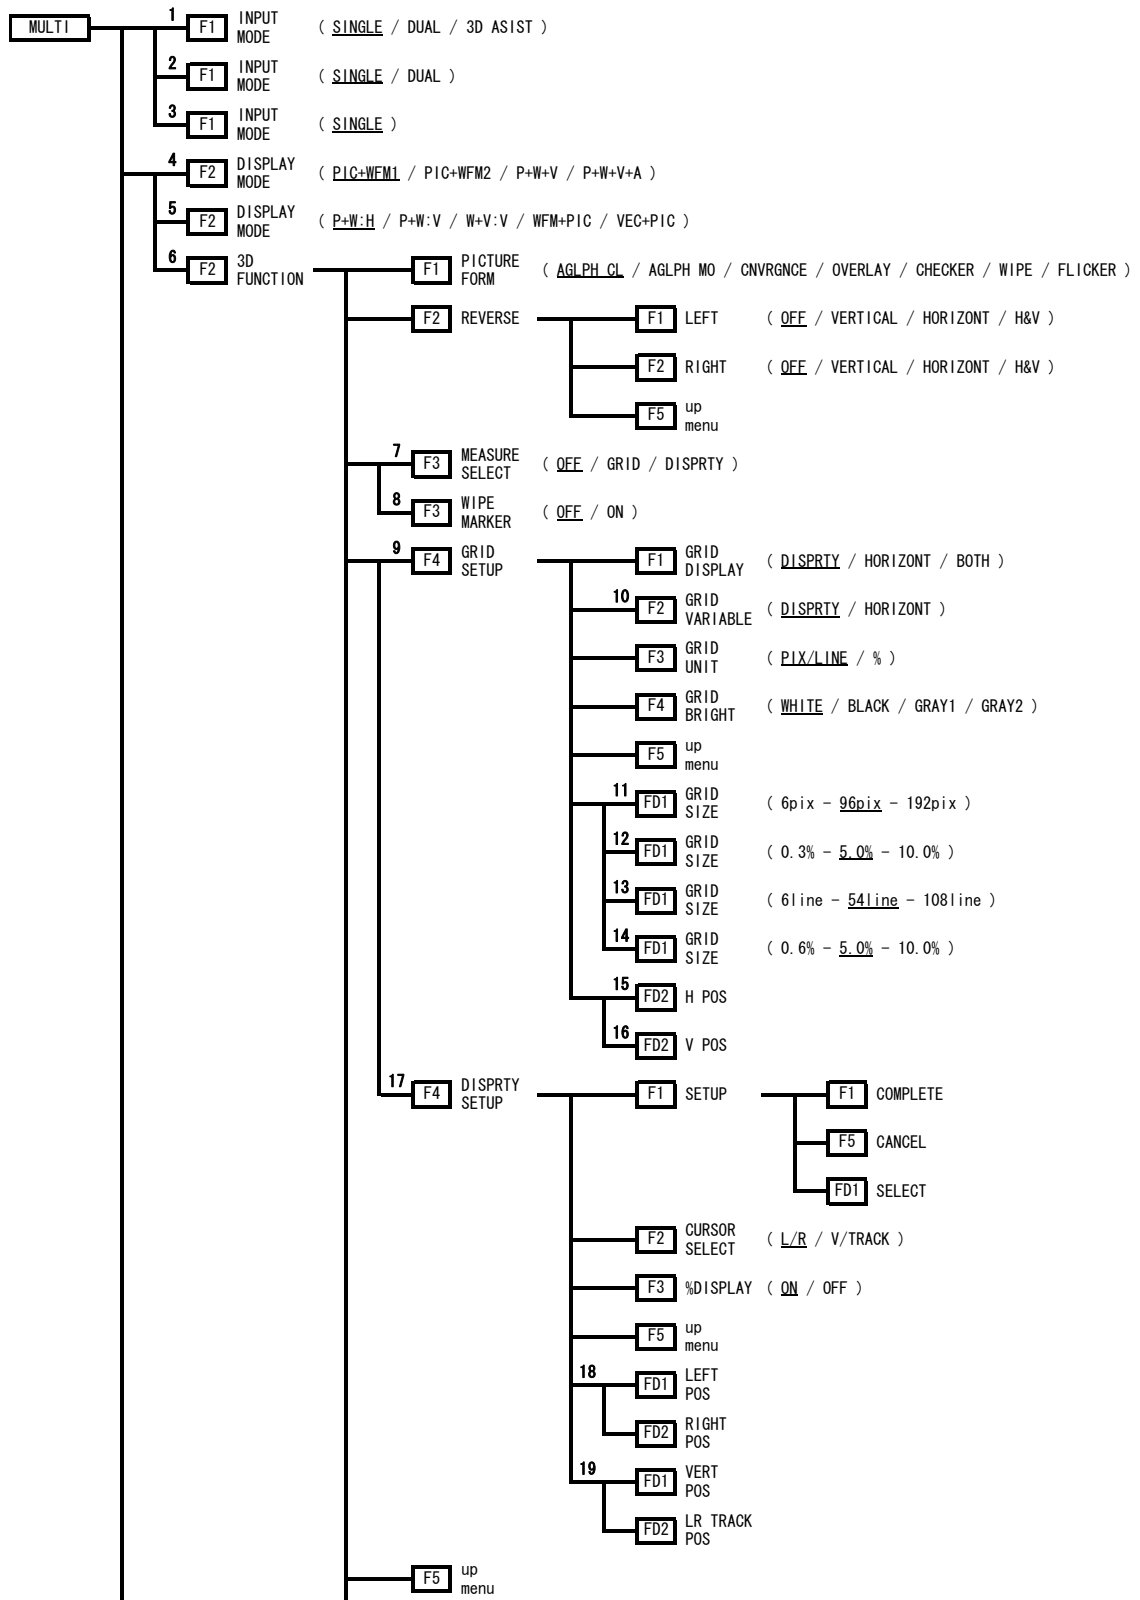 MULTI
1 F1 INPUT MODE ( SINGLE / DUAL / 3D ASIST )
2 F1 INPUT MODE ( SINGLE / DUAL )
3 F1 INPUT MODE ( SINGLE )
4 F2 DISPLAY MODE ( PIC+WFM1 / PIC+WFM2 / P+W+V / P+W+V+A )
5 F2 DISPLAY MODE ( P+W:H / P+W:V / W+V:V / WFM+PIC / VEC+PIC )
6 F2 3D FUNCTION
F1 PICTURE FORM ( AGLPH CL / AGLPH MO / CNVRGNCE / OVERLAY / CHECKER / WIPE / FLICKER )
F2 REVERSE
F1 LEFT ( OFF / VERTICAL / HORIZONT / H&V )
F2 RIGHT ( OFF / VERTICAL / HORIZONT / H&V )
F5 up menu
7 F3 MEASURE SELECT ( OFF / GRID / DISPRTY )
8 F3 WIPE MARKER ( OFF / ON )
9 F4 GRID SETUP
F1 GRID DISPLAY ( DISPRTY / HORIZONT / BOTH )
10 F2 GRID VARIABLE ( DISPRTY / HORIZONT )
F3 GRID UNIT ( PIX/LINE / % )
F4 GRID BRIGHT ( WHITE / BLACK / GRAY1 / GRAY2 )
F5 up menu
11 FD1 GRID SIZE ( 6pix - 96pix - 192pix )
12 FD1 GRID SIZE ( 0.3% - 5.0% - 10.0% )
13 FD1 GRID SIZE ( 6line - 54line - 108line )
14 FD1 GRID SIZE ( 0.6% - 5.0% - 10.0% )
15 FD2 H POS
16 FD2 V POS
17 F4 DISPRTY SETUP
F1 SETUP
F1 COMPLETE
F5 CANCEL
FD1 SELECT
F2 CURSOR SELECT ( L/R / V/TRACK )
F3 %DISPLAY ( ON / OFF )
F5 up menu
18 FD1 LEFT POS
FD2 RIGHT POS
19 FD1 VERT POS
FD2 LR TRACK POS
F5 up menu